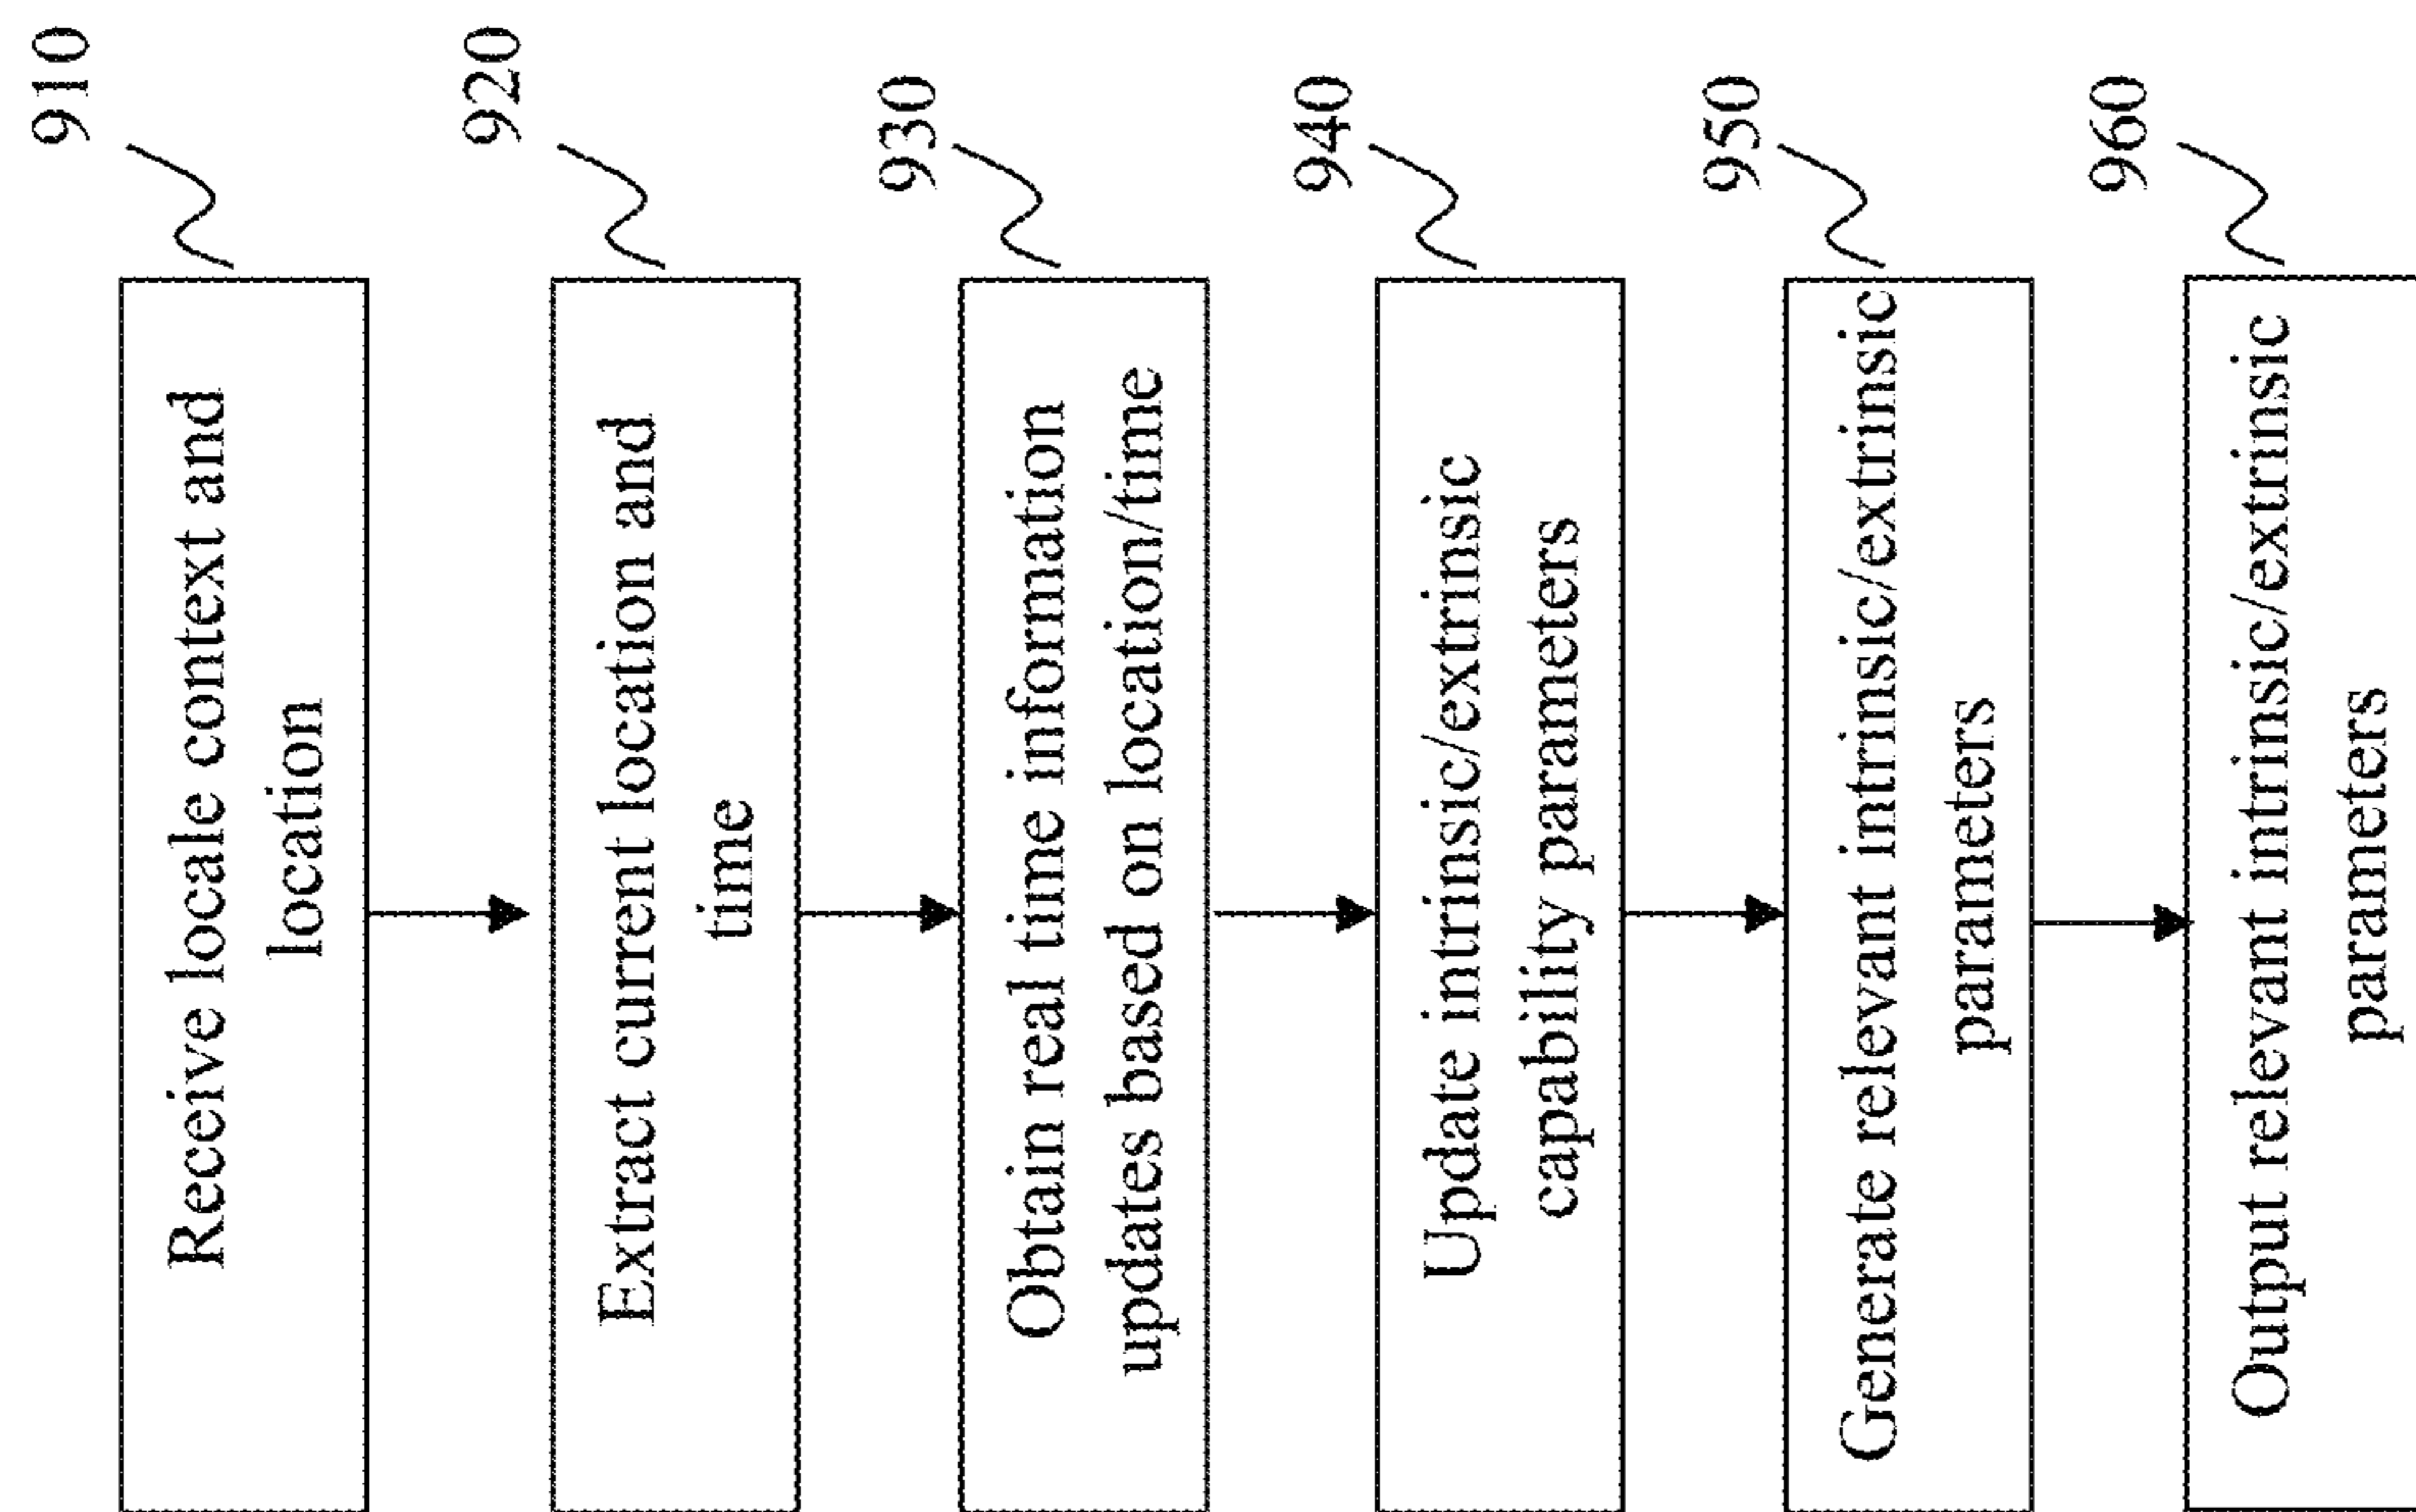 910
Receive locale context and
location
920
Extract current location and
time
930
Obtain real time information
updates based on location/time
940
Update intrinsic/extrinsic
capability parameters
950
Generate relevant intrinsic/extrinsic
parameters
960
Output relevant intrinsic/extrinsic
parameters